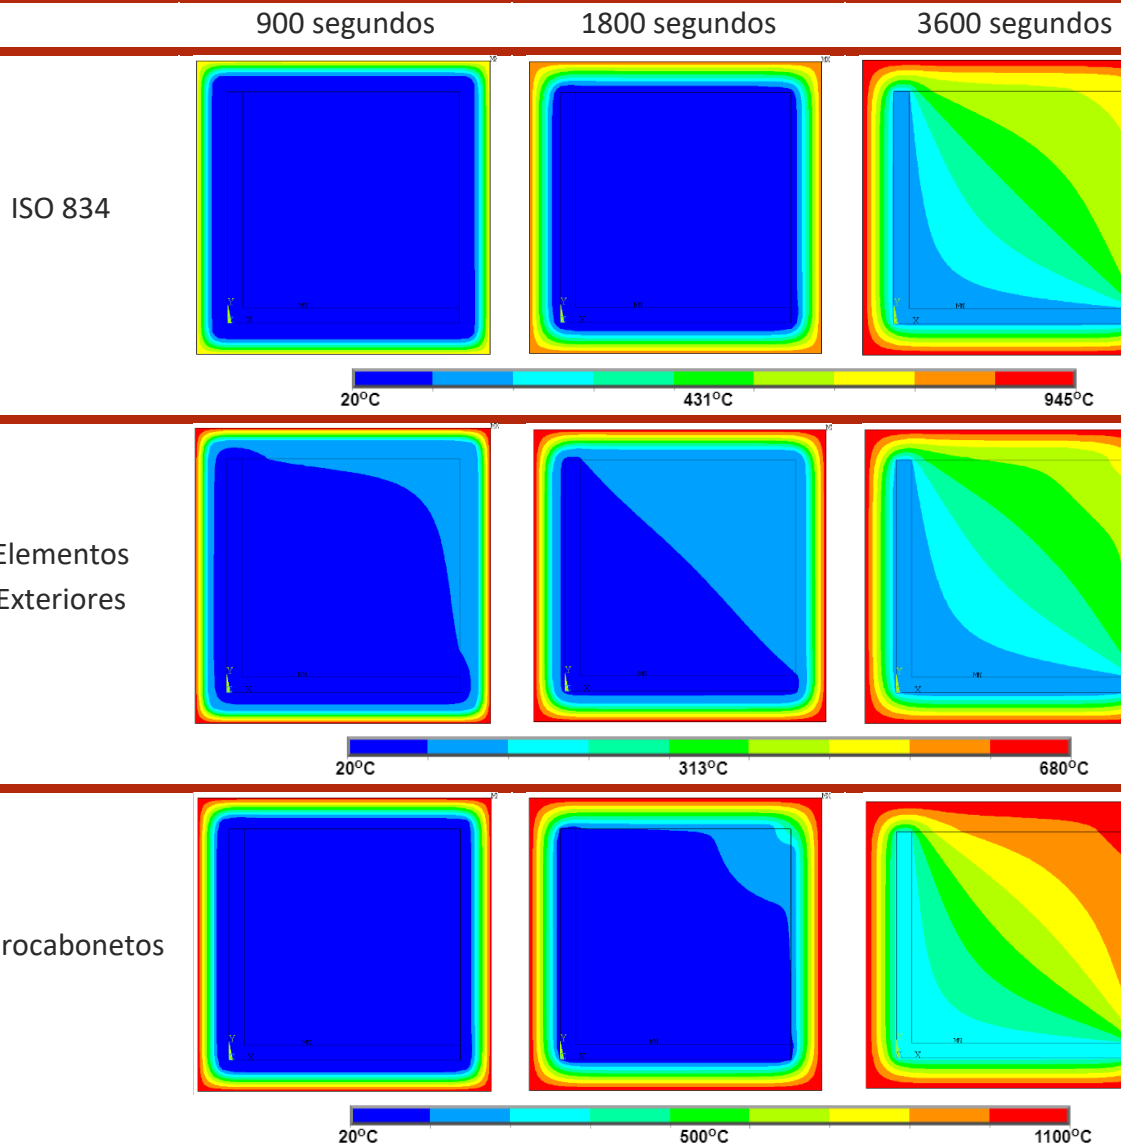 900 segundos 1800 segundos 3600 segundos
ISO 834
20°C 431°C 945°C
Elementos
Exteriores
20°C 313°C 680°C
rocabonetos
20°C 500°C 1100°C